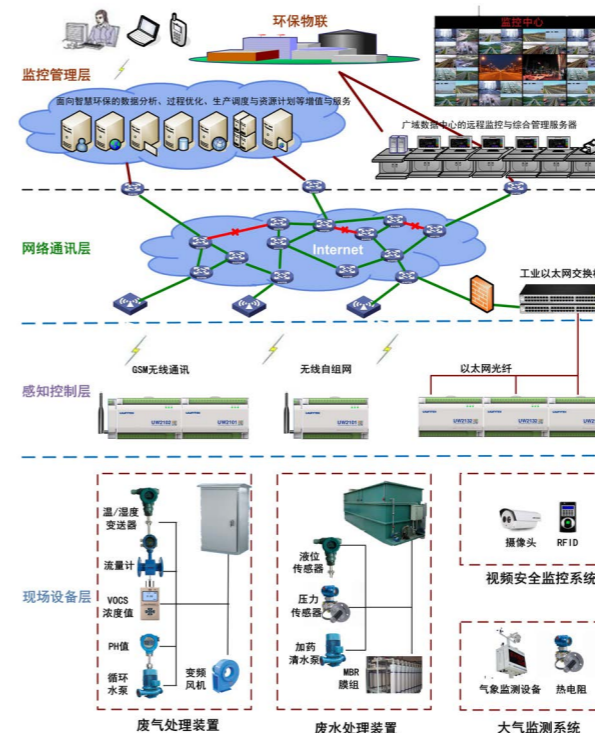 环保物联
监控中心
监控管理层
面向智慧环保的数据分析、过程优化、生产调度与资源计划等增值与服务
广域数据中心的远程监控与综合管理服务器
网络通讯层
Internet
工业以太网交换
GSM无线通讯
无线自组网
以太网光纤
感知控制层
UW2102
UW2101
UW2101
UW2132
UW2132
温/湿度
变送器
流量计
VOCS
浓度值
PH值
循环
水泵
变频
风机
废气处理装置
液位
传感器
压力
传感器
加药
清水泵
MBR
膜组
废水处理装置
现场设备层
摄像头
RFID
视频安全监控系统
气象监测设备
热电阻
大气监测系统